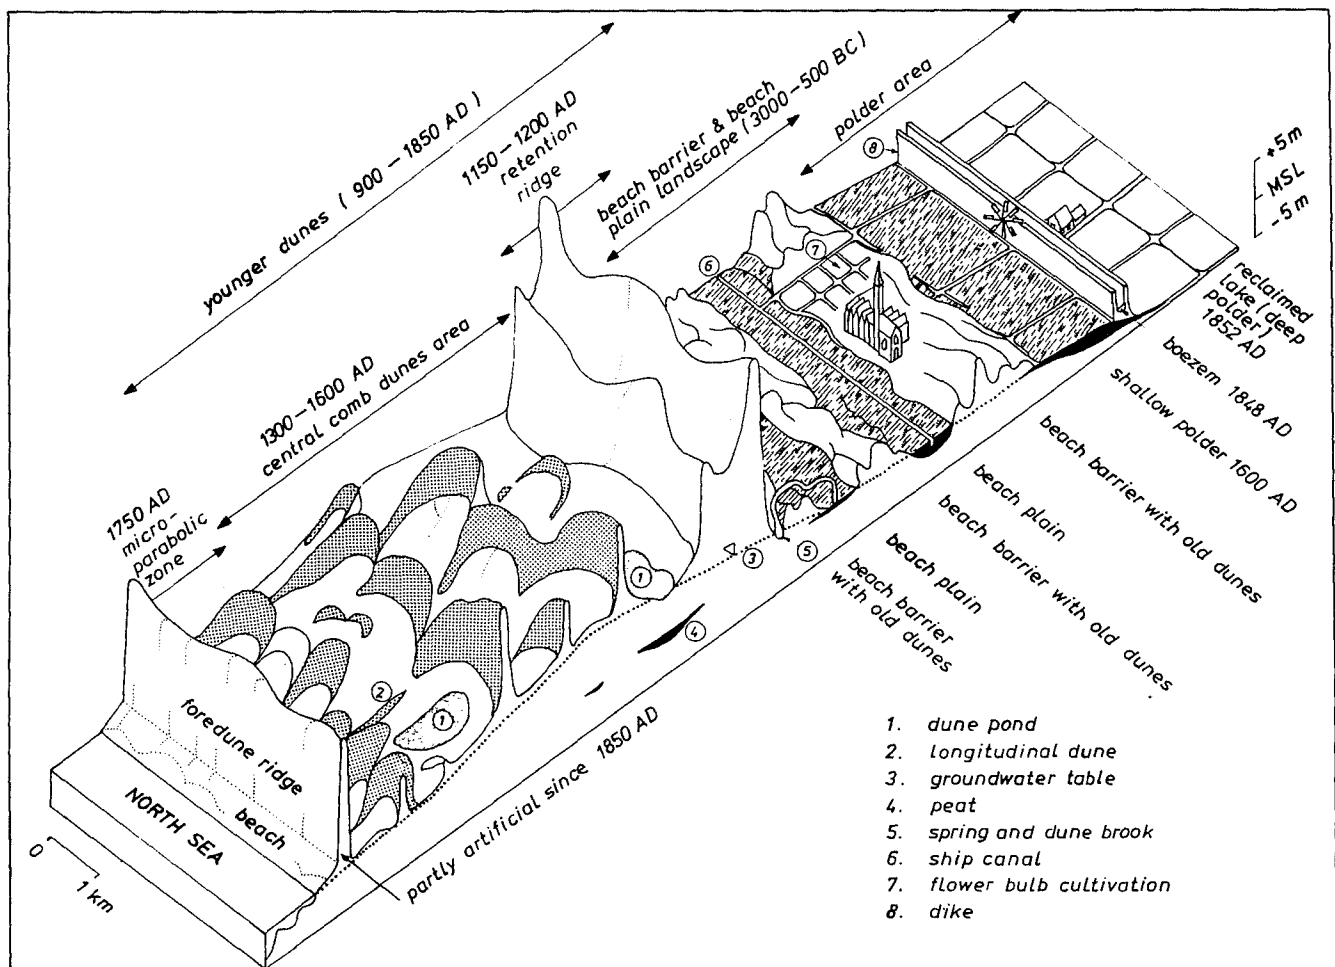 younger dunes ( 900 – 1850 AD )
1150 – 1200 AD
retention
ridge
beach barrier & beach
plain landscape ( 3000 – 500 BC )
polder area
+5m
MSL
-5m
1300 – 1600 AD
central comb dunes area
1750 AD
micro-
parabolic
zone
foredune ridge
beach
NORTH SEA
0
1 km
partly artificial since 1850 AD
reclaimed
lake (deep
polder)
1852 AD
boezem 1848 AD
shallow polder 1600 AD
beach barrier with old dunes
beach plain
beach barrier with old dunes
beach plain
beach barrier
with old dunes
8
7
6
1
3
5
4
2
1
1. dune pond
2. longitudinal dune
3. groundwater table
4. peat
5. spring and dune brook
6. ship canal
7. flower bulb cultivation
8. dike